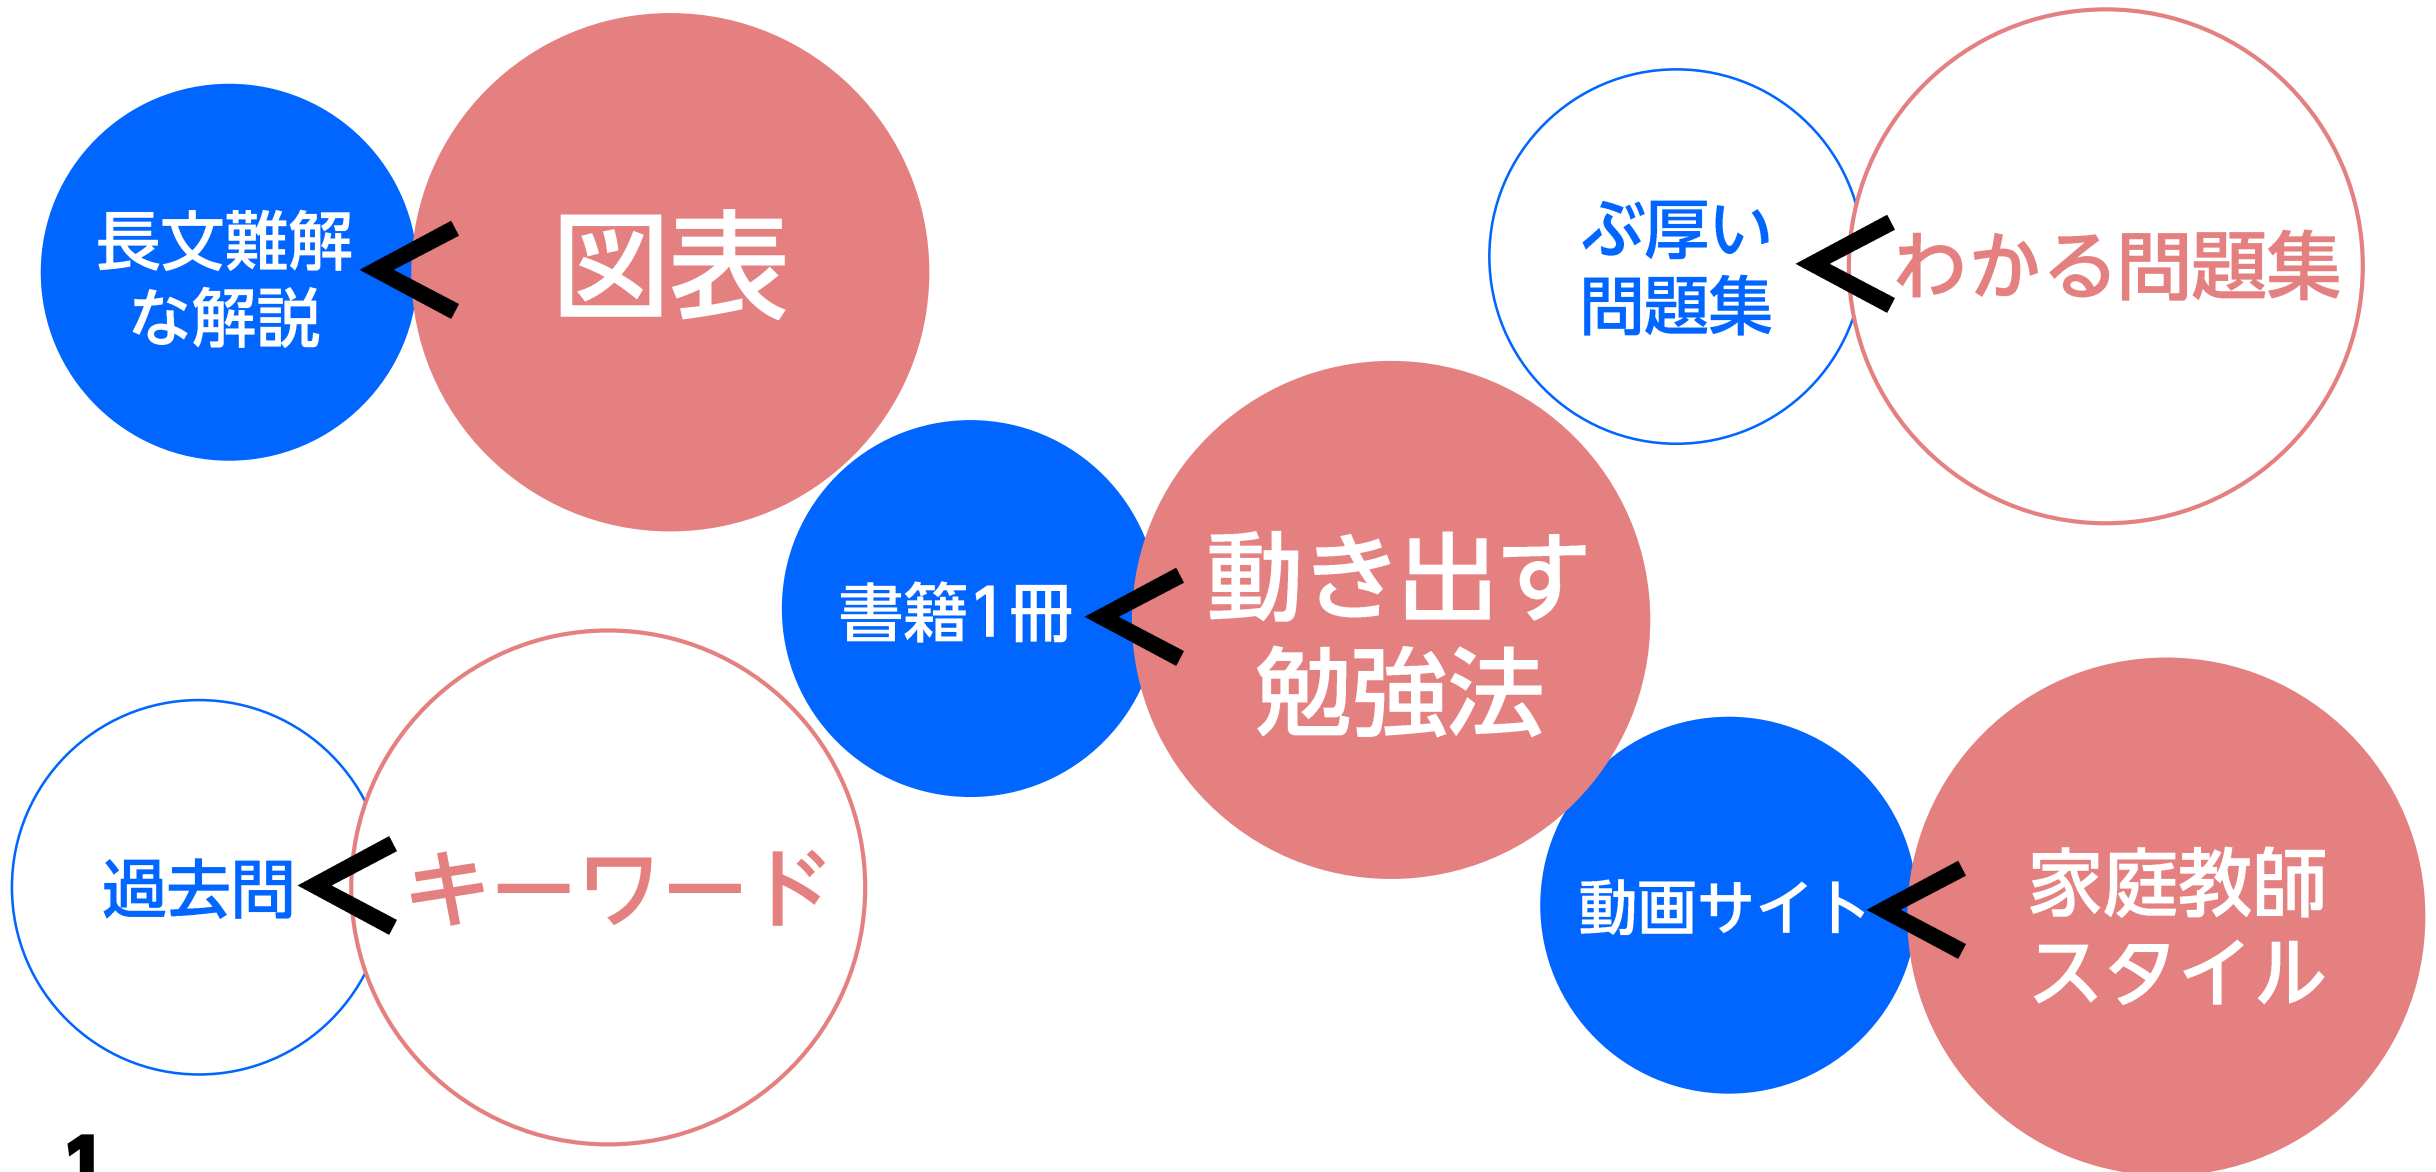 長文難解
な解説
<
図表
ぶ厚い
問題集
<
わかる問題集
書籍1冊
<
動き出す
勉強法
過去問
<
キーワード
動画サイト
<
家庭教師
スタイル
1